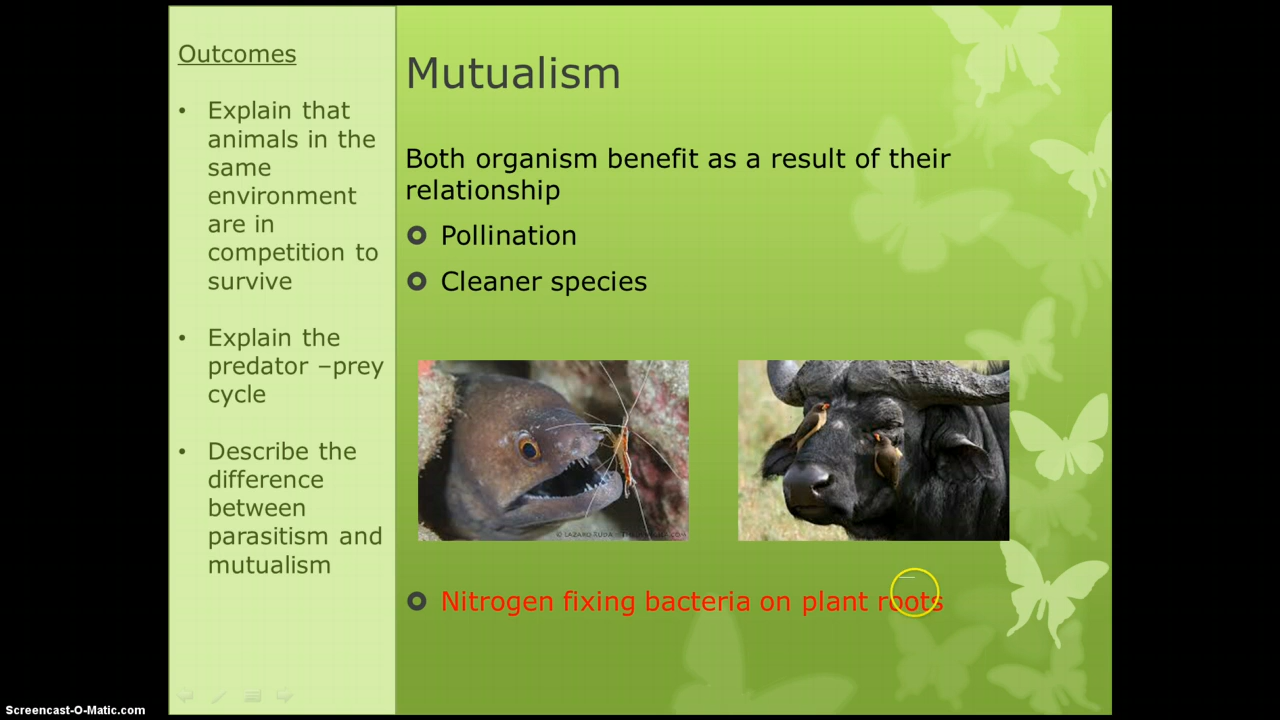 Outcomes
• Explain that
animals in the
same
environment
are in
competition to
survive
• Explain the
predator –prey
cycle
• Describe the
difference
between
parasitism and
mutualism
Mutualism
Both organism benefit as a result of their
relationship
Pollination
Cleaner species
Nitrogen fixing bacteria on plant roots
Screencast-O-Matic.com